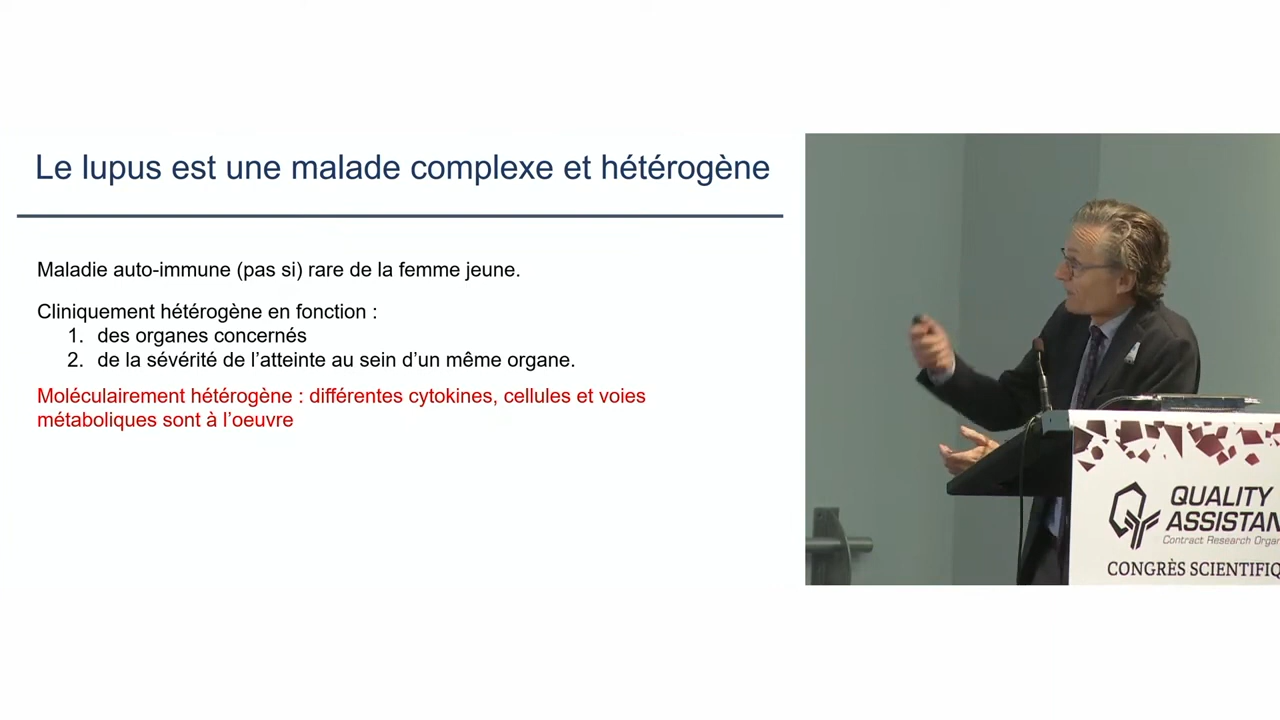 Le lupus est une malade complexe et hétérogène
Maladie auto-immune (pas si) rare de la femme jeune.
Cliniquement hétérogène en fonction :
1. des organes concernés
2. de la sévérité de l’atteinte au sein d’un même organe.
Moléculairement hétérogène : différentes cytokines, cellules et voies
métaboliques sont à l’oeuvre
QUALITY
ASSISTAN
Contract Research Organ
CONGRÈS SCIENTIFIQ